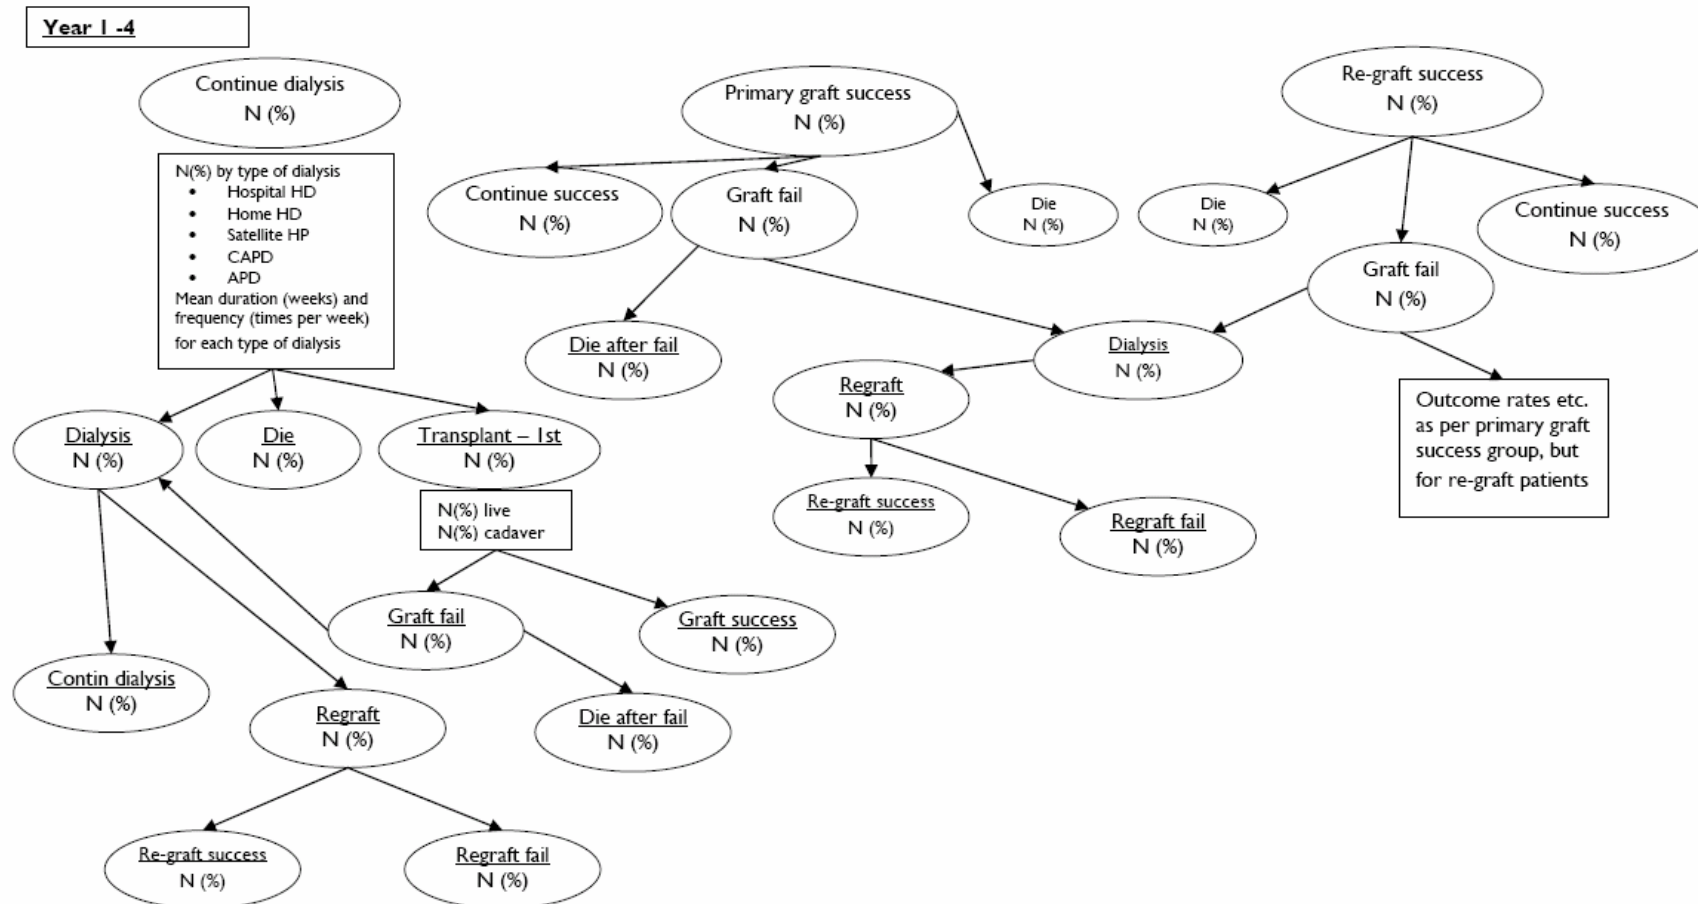 Year 1 -4
Continue dialysis
N (%)
N(%) by type of dialysis
• Hospital HD
• Home HD
• Satellite HP
• CAPD
• APD
Mean duration (weeks) and
frequency (times per week)
for each type of dialysis
Dialysis
N (%)
Die
N (%)
Transplant – 1st
N (%)
N(%) live
N(%) cadaver
Graft fail
N (%)
Graft success
N (%)
Contin dialysis
N (%)
Regraft
N (%)
Die after fail
N (%)
Re-graft success
N (%)
Regraft fail
N (%)
Primary graft success
N (%)
Continue success
N (%)
Graft fail
N (%)
Die
N (%)
Die after fail
N (%)
Dialysis
N (%)
Regraft
N (%)
Re-graft success
N (%)
Regraft fail
N (%)
Re-graft success
N (%)
Die
N (%)
Continue success
N (%)
Graft fail
N (%)
Outcome rates etc.
as per primary graft
success group, but
for re-graft patients